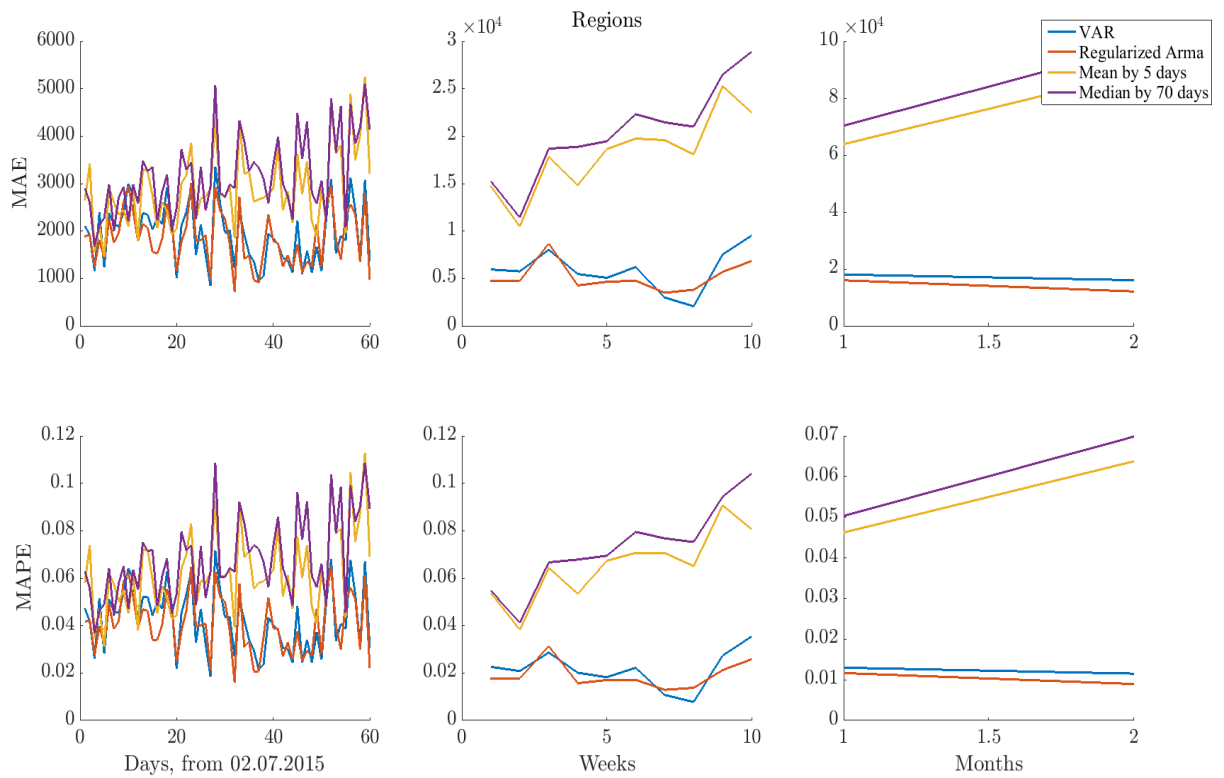 Regions
×10⁴
×10⁴
VAR
Regularized Arma
Mean by 5 days
Median by 70 days
MAE
6000
5000
4000
3000
2000
1000
0
0 20 40 60
3
2.5
2
1.5
1
0.5
0
0 5 10
10
8
6
4
2
0
1 1.5 2
MAPE
0.12
0.1
0.08
0.06
0.04
0.02
0
0 20 40 60
Days, from 02.07.2015
0.12
0.1
0.08
0.06
0.04
0.02
0
0 5 10
Weeks
0.07
0.06
0.05
0.04
0.03
0.02
0.01
0
1 1.5 2
Months